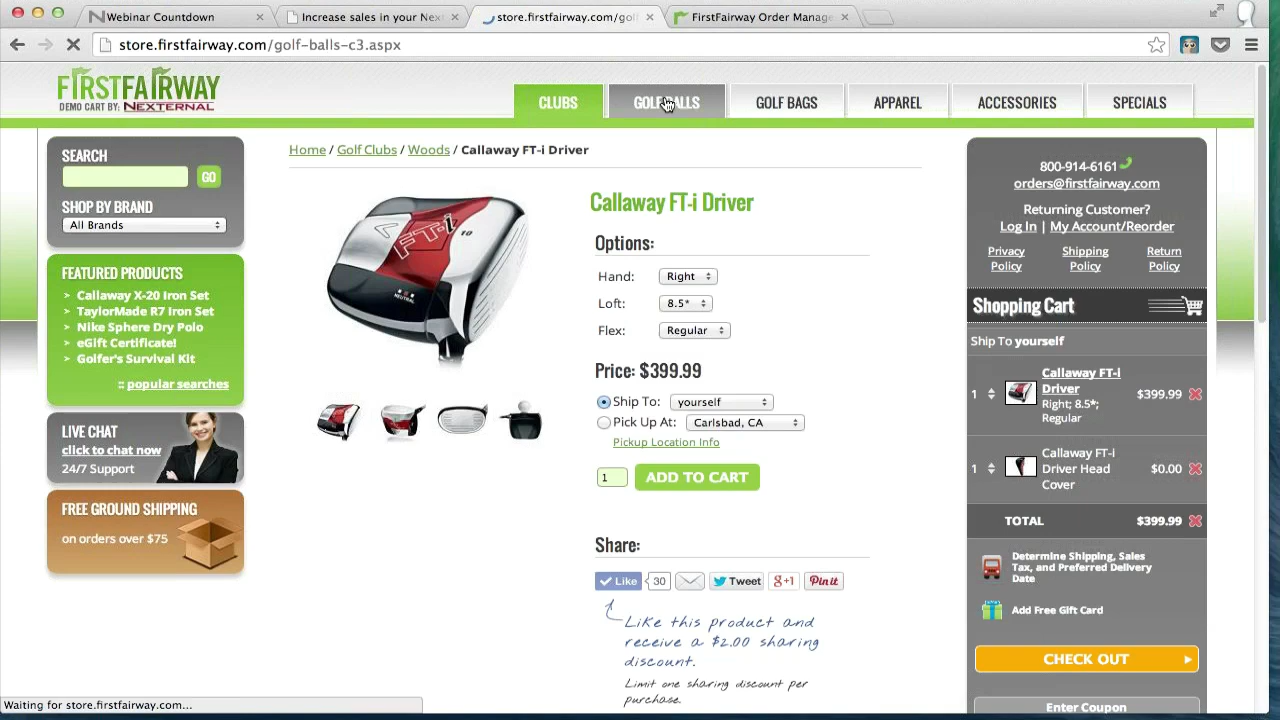 Webinar Countdown
Increase sales in your Next
store.firstfairway.com/golf
FirstFairway Order Manage
store.firstfairway.com/golf-balls-c3.aspx
FIRSTFAIRWAY
DEMO CART BY: NEXTERNAL
CLUBS
GOLF BALLS
GOLF BAGS
APPAREL
ACCESSORIES
SPECIALS
SEARCH
GO
SHOP BY BRAND
All Brands
FEATURED PRODUCTS
> Callaway X-20 Iron Set
> TaylorMade R7 Iron Set
> Nike Sphere Dry Polo
> eGift Certificate!
> Golfer's Survival Kit
:: popular searches
LIVE CHAT
click to chat now
24/7 Support
FREE GROUND SHIPPING
on orders over $75
Home / Golf Clubs / Woods / Callaway FT-i Driver
FT-i 10
NEUTRAL
Callaway FT-i Driver
Options:
Hand: Right
Loft: 8.5*
Flex: Regular
Price: $399.99
Ship To: yourself
Pick Up At: Carlsbad, CA
Pickup Location Info
1 ADD TO CART
Share:
Like 30 Tweet g+1 Pin it
Like this product and
receive a $2.00 sharing
discount.
Limit one sharing discount per
purchase.
800-914-6161
orders@firstfairway.com
Returning Customer?
Log In | My Account/Reorder
Privacy Policy
Shipping Policy
Return Policy
Shopping Cart
Ship To yourself
1 Callaway FT-i Driver $399.99
Right; 8.5*;
Regular
1 Callaway FT-i Driver Head Cover $0.00
TOTAL $399.99
Determine Shipping, Sales
Tax, and Preferred Delivery
Date
Add Free Gift Card
CHECK OUT
Enter Coupon
Waiting for store.firstfairway.com...